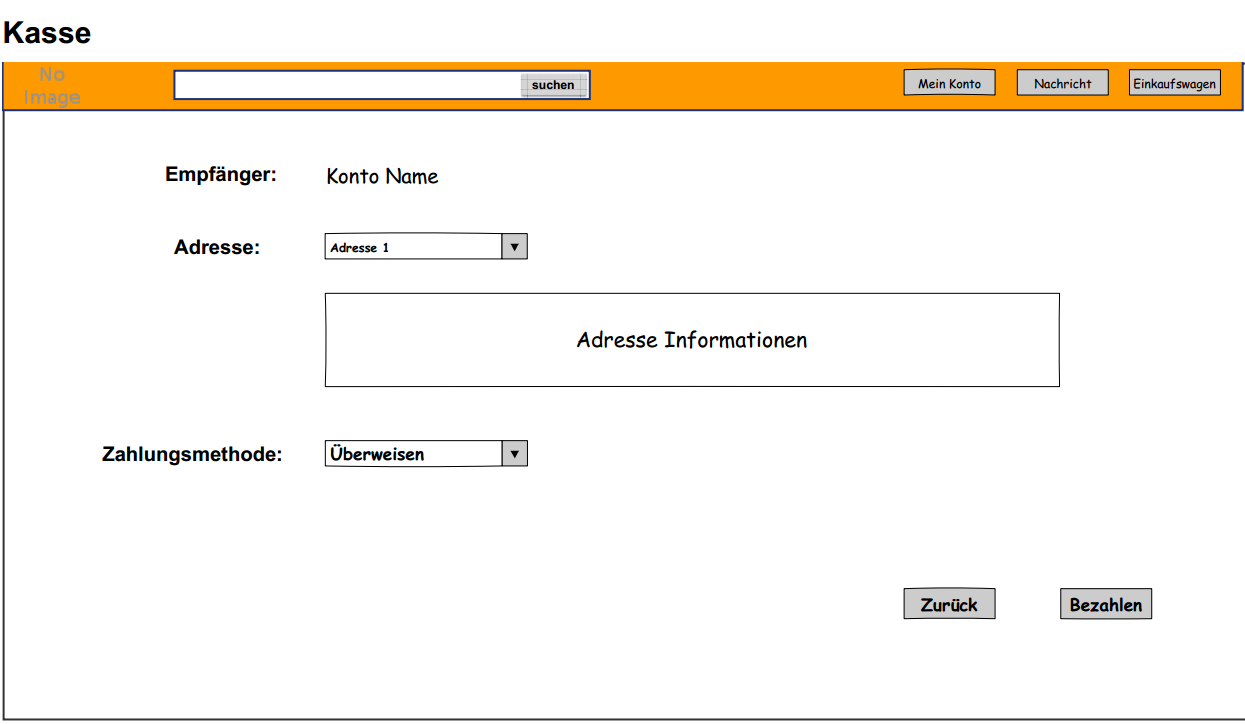 Kasse
No
Image
suchen
Mein Konto
Nachricht
Einkaufswagen
Empfänger:
Konto Name
Adresse:
Adresse 1
Adresse Informationen
Zahlungsmethode:
Überweisen
Zurück
Bezahlen